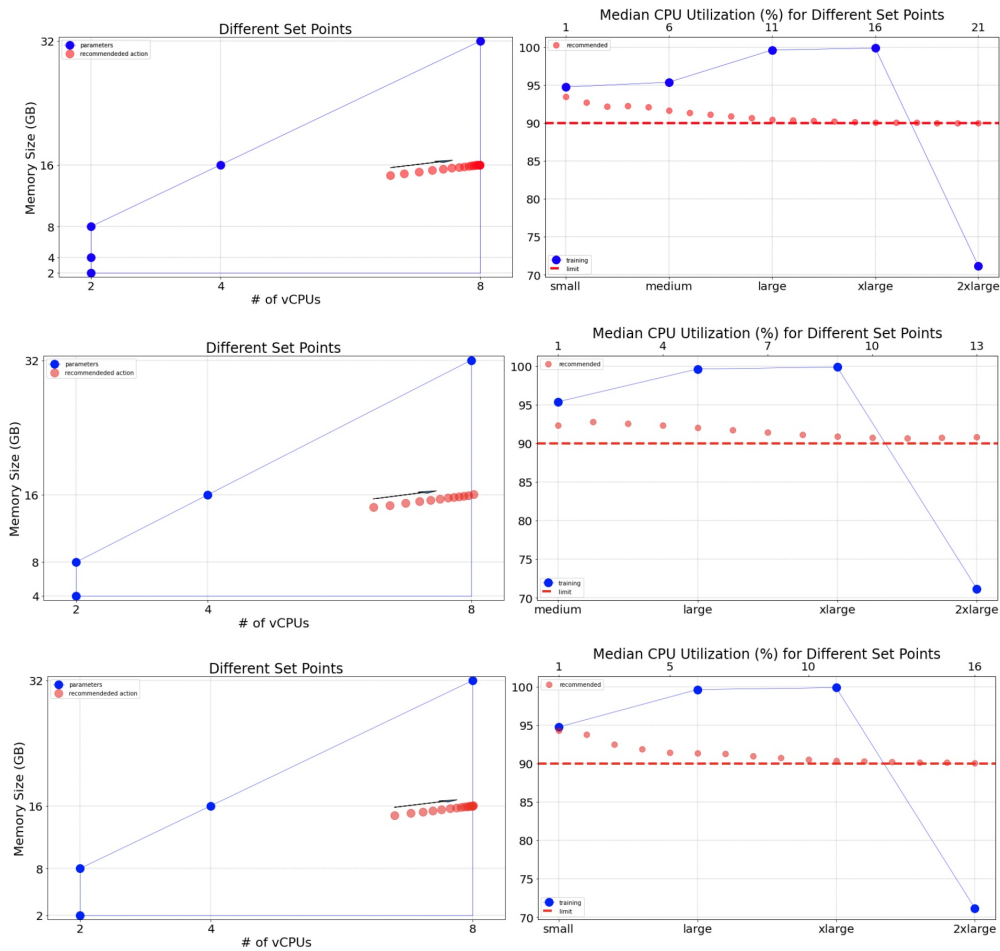 Different Set Points
parameters
recommendeded action
32
16
8
4
2
Memory Size (GB)
2
4
8
# of vCPUs
Median CPU Utilization (%) for Different Set Points
1
6
11
16
21
recommended
100
95
90
85
80
75
70
training
limit
small
medium
large
xlarge
2xlarge
Different Set Points
parameters
recommendeded action
32
16
8
4
Memory Size (GB)
2
4
8
# of vCPUs
Median CPU Utilization (%) for Different Set Points
1
4
7
10
13
recommended
100
95
90
85
80
75
70
training
limit
medium
large
xlarge
2xlarge
Different Set Points
parameters
recommendeded action
32
16
8
2
Memory Size (GB)
2
4
8
# of vCPUs
Median CPU Utilization (%) for Different Set Points
1
5
10
16
recommended
100
95
90
85
80
75
70
training
limit
small
large
xlarge
2xlarge